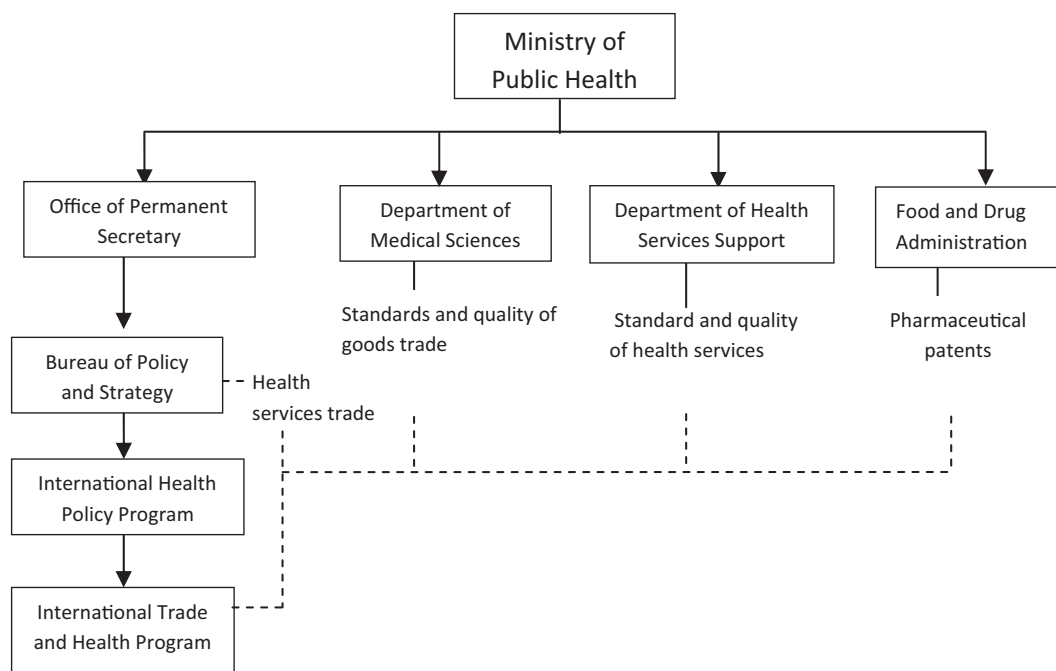 Ministry of
Public Health
Office of Permanent
Secretary
Department of
Medical Sciences
Department of Health
Services Support
Food and Drug
Administration
Standards and quality of
goods trade
Standard and quality
of health services
Pharmaceutical
patents
Bureau of Policy
and Strategy
Health
services trade
International Health
Policy Program
International Trade
and Health Program